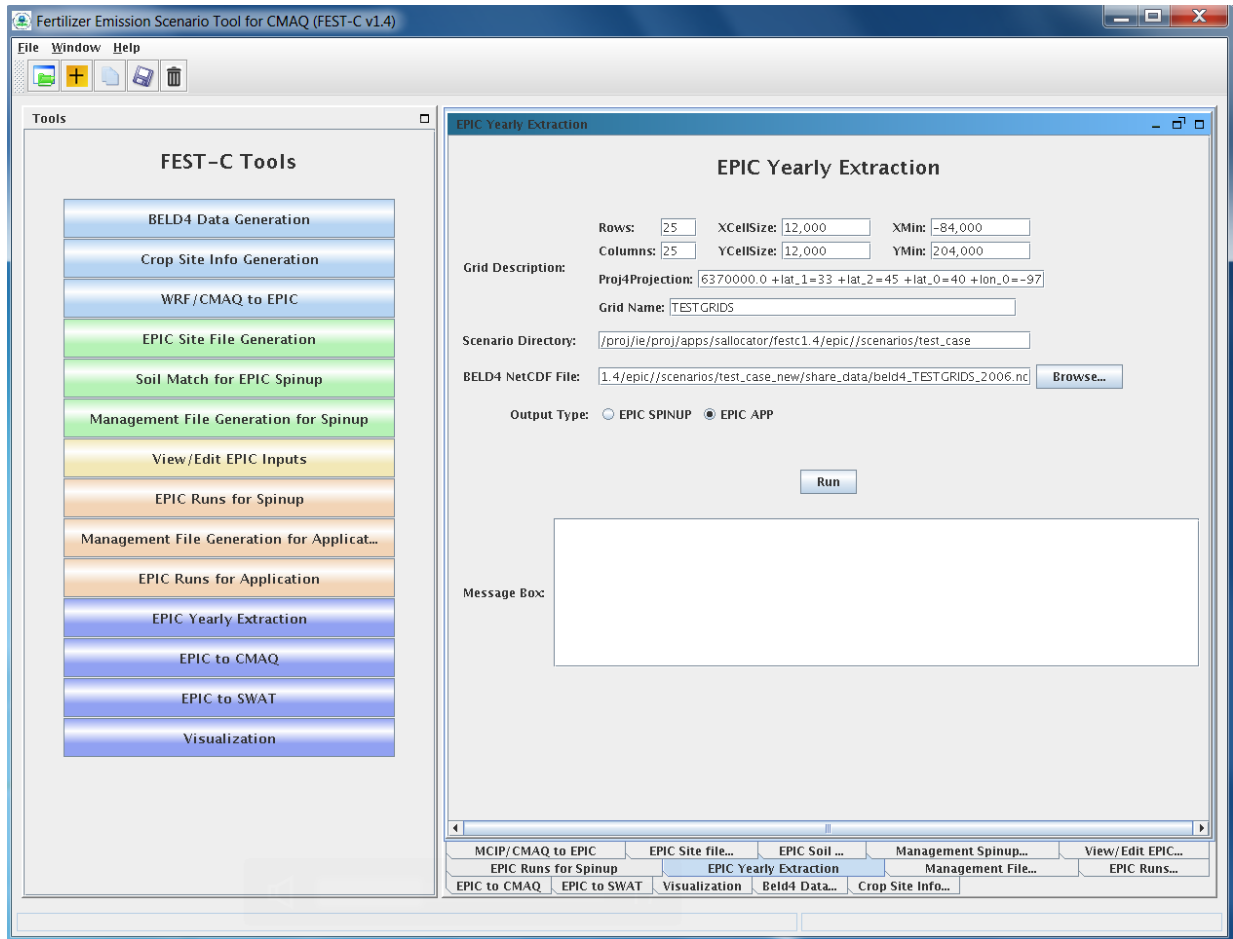 Fertilizer Emission Scenario Tool for CMAQ (FEST-C v1.4)
File Window Help
Tools
FEST-C Tools
BELD4 Data Generation
Crop Site Info Generation
WRF/CMAQ to EPIC
EPIC Site File Generation
Soil Match for EPIC Spinup
Management File Generation for Spinup
View/Edit EPIC Inputs
EPIC Runs for Spinup
Management File Generation for Applicat...
EPIC Runs for Application
EPIC Yearly Extraction
EPIC to CMAQ
EPIC to SWAT
Visualization
EPIC Yearly Extraction
EPIC Yearly Extraction
Grid Description:
Rows: 25 XCellSize: 12,000 XMin: -84,000
Columns: 25 YCellSize: 12,000 YMin: 204,000
Proj4Projection: 6370000.0 +lat_1=33 +lat_2=45 +lat_0=40 +lon_0=-97
Grid Name: TESTGRIDS
Scenario Directory: /proj/ie/proj/apps/sallocator/festc1.4/epic//scenarios/test_case
BELD4 NetCDF File: 1.4/epic//scenarios/test_case_new/share_data/beld4_TESTGRIDS_2006.nc Browse...
Output Type: EPIC SPINUP EPIC APP
Run
Message Box:
MCIP/CMAQ to EPIC EPIC Site file... EPIC Soil ... Management Spinup... View/Edit EPIC...
EPIC Runs for Spinup EPIC Yearly Extraction Management File... EPIC Runs...
EPIC to CMAQ EPIC to SWAT Visualization Beld4 Data... Crop Site Info...